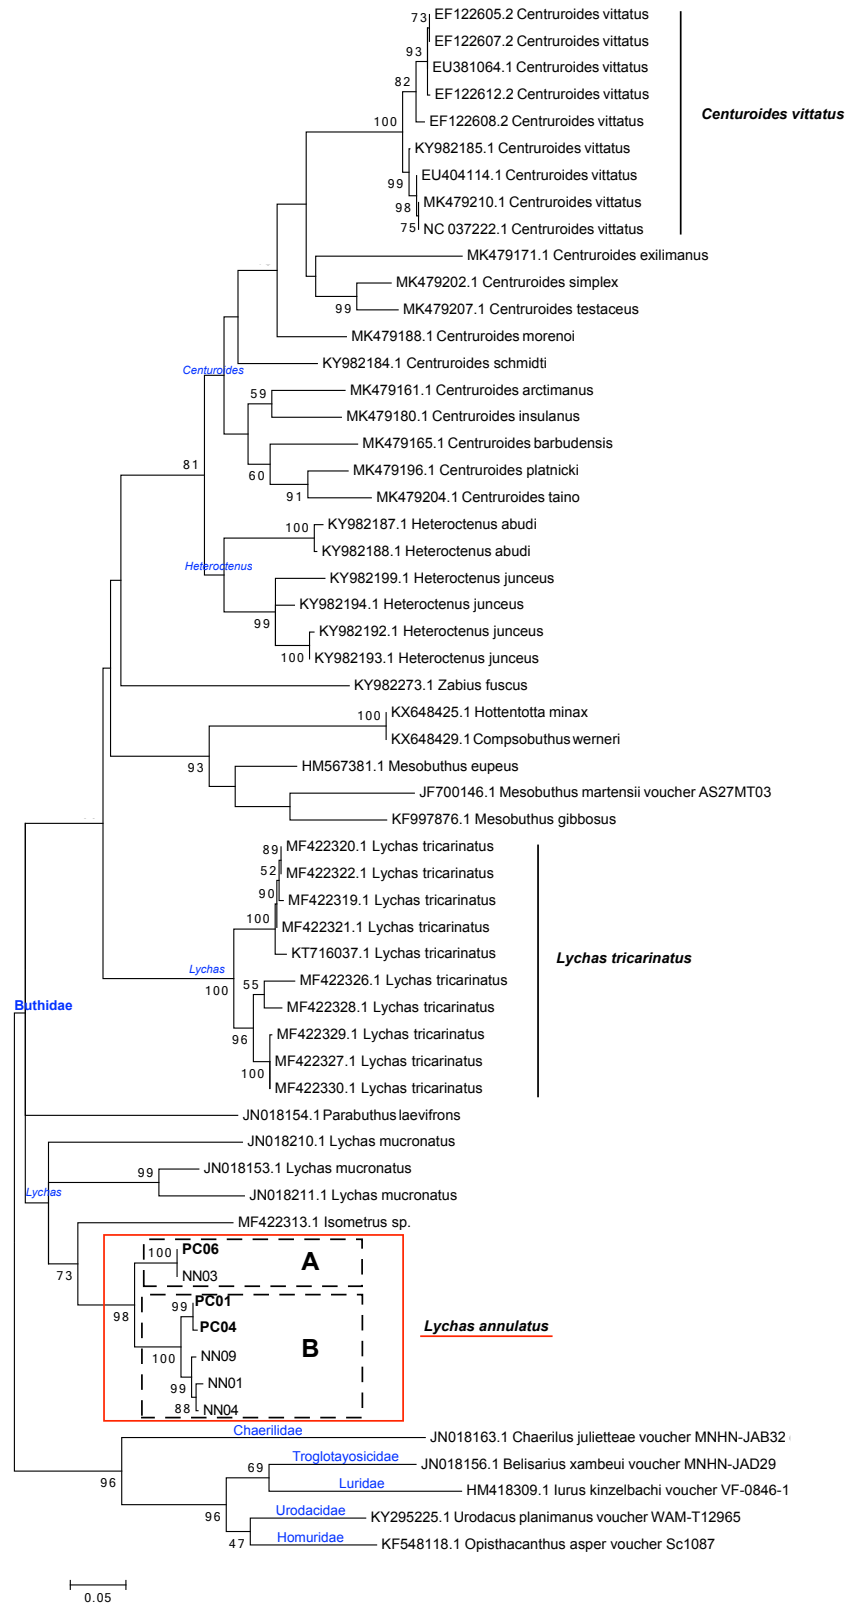 73
EF122605.2 Centruroides vittatus
EF122607.2 Centruroides vittatus
93
EU381064.1 Centruroides vittatus
82
EF122612.2 Centruroides vittatus
Centuroides vittatus
100
EF122608.2 Centruroides vittatus
KY982185.1 Centruroides vittatus
EU404114.1 Centruroides vittatus
99
MK479210.1 Centruroides vittatus
98
75
NC 037222.1 Centruroides vittatus
MK479171.1 Centruroides exilimanus
MK479202.1 Centruroides simplex
99
MK479207.1 Centruroides testaceus
MK479188.1 Centruroides morenoi
KY982184.1 Centruroides schmidti
Centuroides
MK479161.1 Centruroides arctimanus
59
MK479180.1 Centruroides insulanus
MK479165.1 Centruroides barbudensis
81
MK479196.1 Centruroides platnicki
60
91
MK479204.1 Centruroides taino
100
KY982187.1 Heteroctenus abudi
KY982188.1 Heteroctenus abudi
Heteroctenus
KY982199.1 Heteroctenus junceus
KY982194.1 Heteroctenus junceus
99
KY982192.1 Heteroctenus junceus
100
KY982193.1 Heteroctenus junceus
KY982273.1 Zabius fuscus
100
KX648425.1 Hottentotta minax
KX648429.1 Compsobuthus werneri
93
HM567381.1 Mesobuthus eupeus
JF700146.1 Mesobuthus martensii voucher AS27MT03
KF997876.1 Mesobuthus gibbosus
89
MF422320.1 Lychas tricarinatus
52
MF422322.1 Lychas tricarinatus
90
MF422319.1 Lychas tricarinatus
100
MF422321.1 Lychas tricarinatus
KT716037.1 Lychas tricarinatus
Lychas tricarinatus
Lychas
100
55
MF422326.1 Lychas tricarinatus
MF422328.1 Lychas tricarinatus
Buthidae
96
MF422329.1 Lychas tricarinatus
MF422327.1 Lychas tricarinatus
100
MF422330.1 Lychas tricarinatus
JN018154.1 Parabuthus laevifrons
JN018210.1 Lychas mucronatus
99
JN018153.1 Lychas mucronatus
Lychas
JN018211.1 Lychas mucronatus
MF422313.1 Isometrus sp.
100
PC06
A
73
NN03
98
99
PC01
PC04
Lychas annulatus
B
100
NN09
99
NN01
88
NN04
Chaerilidae
JN018163.1 Chaerilus julietteae voucher MNHN-JAB32
Troglotayosicidae
69
JN018156.1 Belisarius xambeui voucher MNHN-JAD29
96
Luridae
HM418309.1 Iurus kinzelbachi voucher VF-0846-1
96
Urodacidae
KY295225.1 Urodacus planimanus voucher WAM-T12965
47
Homuridae
KF548118.1 Opisthacanthus asper voucher Sc1087
0.05